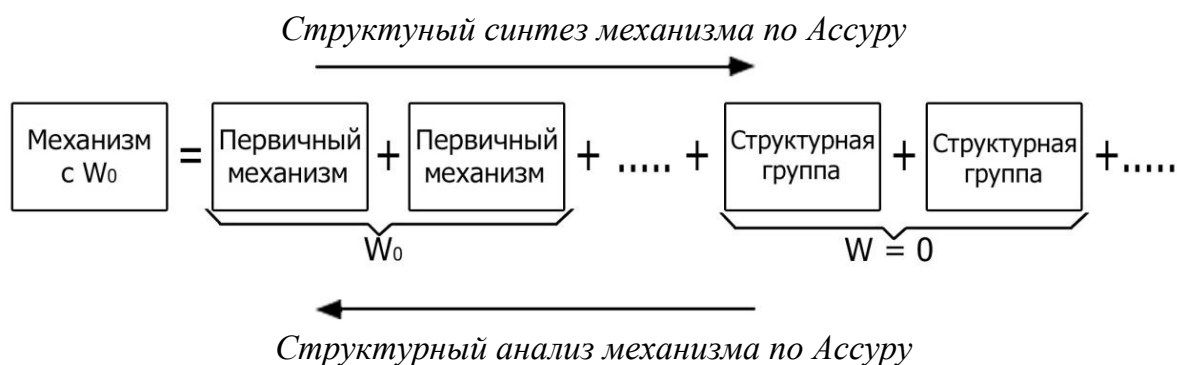 Структуный синтез механизма по Ассуру
Механизм
с W0
=
Первичный
механизм
+
Первичный
механизм
+ ..... +
Структурная
группа
+
Структурная
группа
+.....
W0
W = 0
Структурный анализ механизма по Ассуру